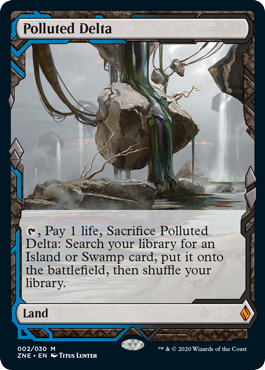 Polluted Delta
, Pay 1 life, Sacrifice Polluted
Delta: Search your library for an
Island or Swamp card, put it onto
the battlefield, then shuffle your
library.
Land
002/030 M
ZNE • EN Titus Lunter
™ & © 2020 Wizards of the Coast